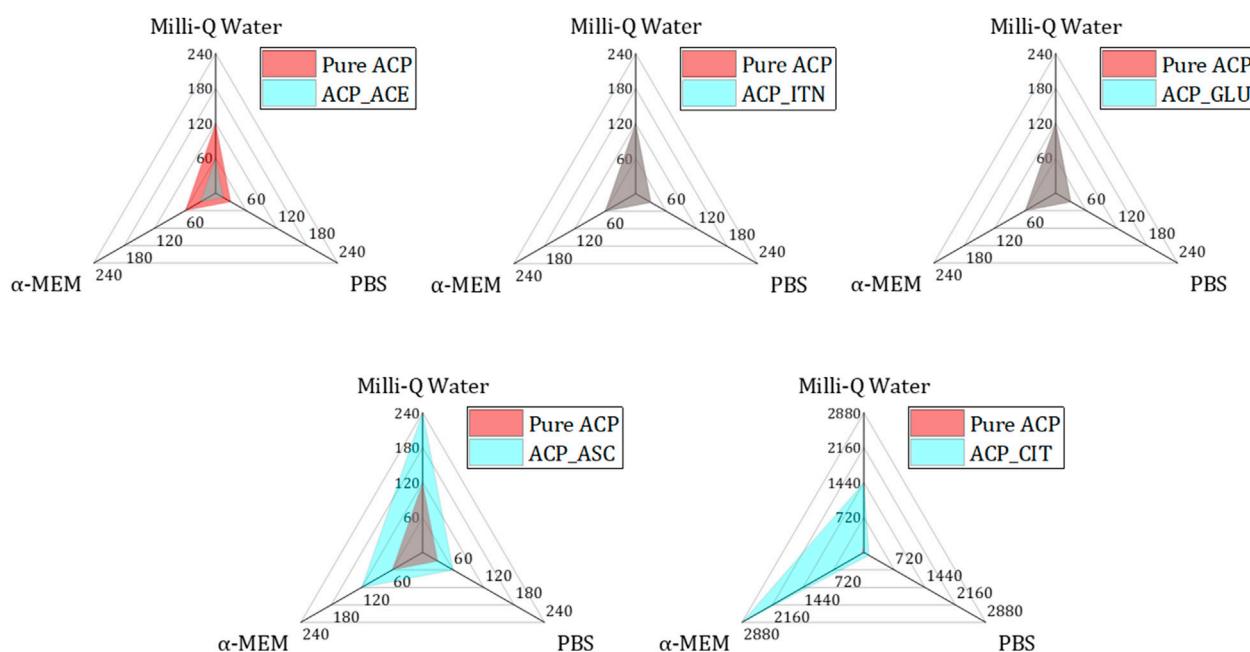 Milli-Q Water
240
180
120
60
Pure ACP
ACP_ACE
60
120
180
240
60
120
180
240
α-MEM
PBS
Milli-Q Water
240
180
120
60
Pure ACP
ACP_ITN
60
120
180
240
60
120
180
240
α-MEM
PBS
Milli-Q Water
240
180
120
60
Pure ACP
ACP_GLU
60
120
180
240
60
120
180
240
α-MEM
PBS
Milli-Q Water
240
180
120
60
Pure ACP
ACP_ASC
60
120
180
240
60
120
180
240
α-MEM
PBS
Milli-Q Water
2880
2160
1440
720
Pure ACP
ACP_CIT
720
1440
2160
2880
720
1440
2160
2880
α-MEM
PBS